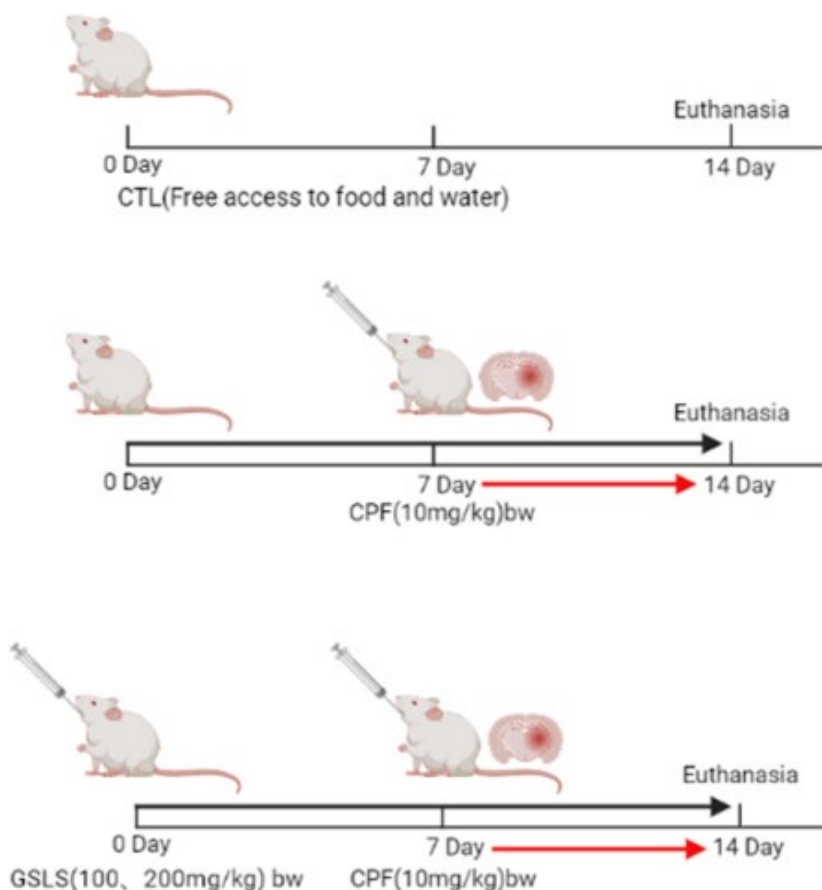 Euthanasia
0 Day 7 Day 14 Day
CTL(Free access to food and water)
Euthanasia
0 Day 7 Day 14 Day
CPF(10mg/kg)bw
Euthanasia
0 Day 7 Day 14 Day
GSLS(100、200mg/kg) bw CPF(10mg/kg)bw